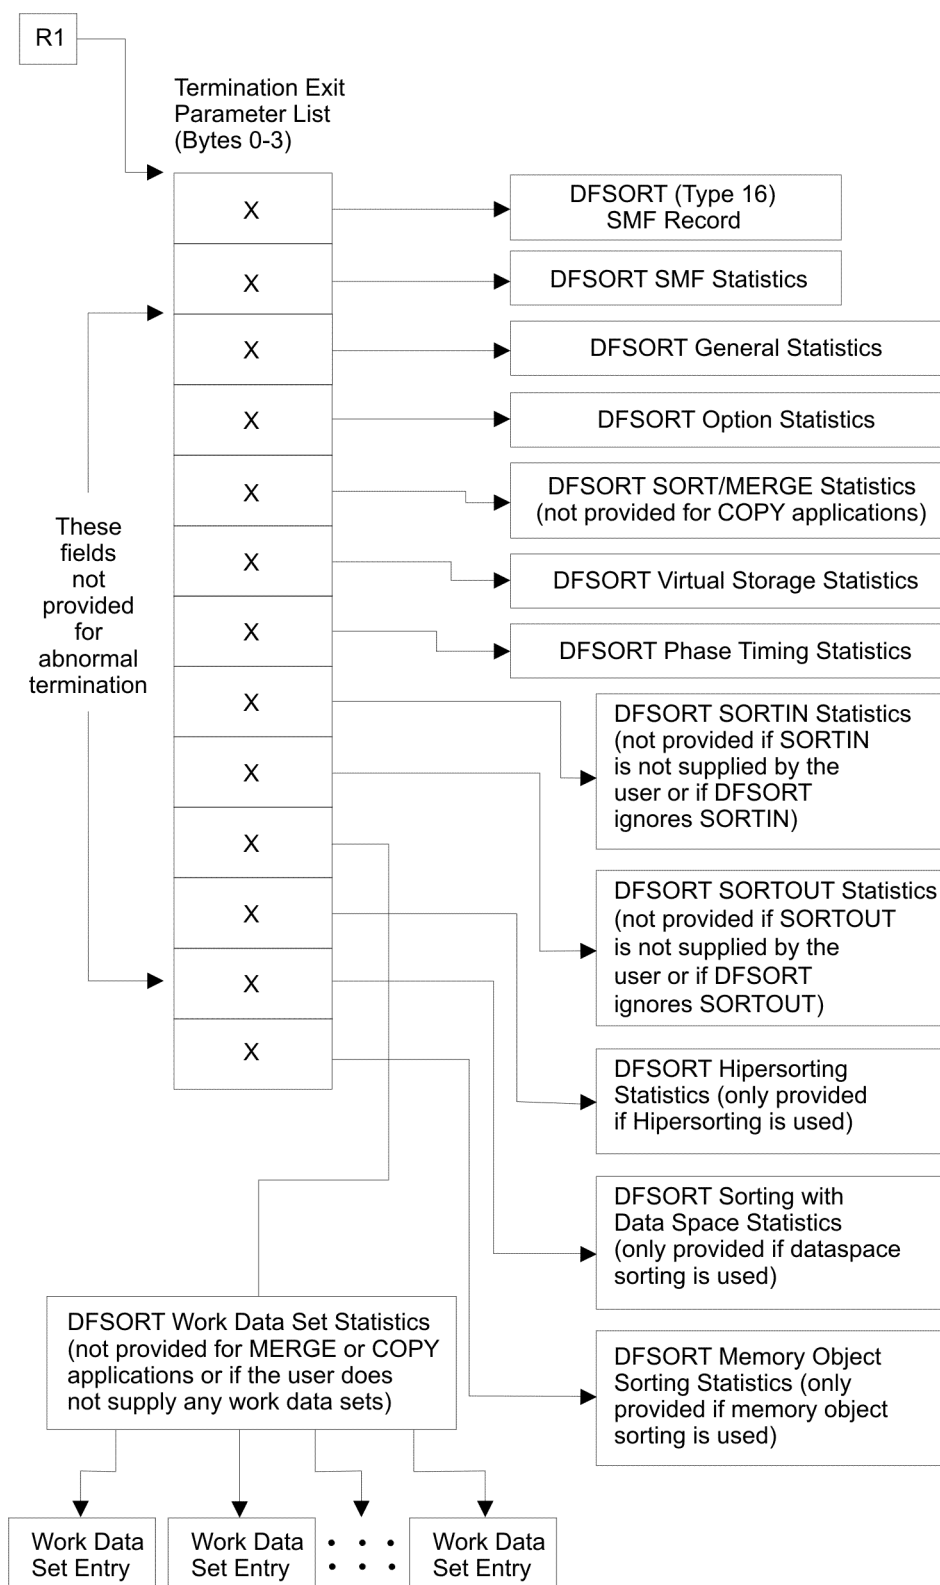 R1
Termination Exit
Parameter List
(Bytes 0-3)
X
DFSORT (Type 16)
SMF Record
X
DFSORT SMF Statistics
X
DFSORT General Statistics
X
DFSORT Option Statistics
X
DFSORT SORT/MERGE Statistics
(not provided for COPY applications)
X
DFSORT Virtual Storage Statistics
X
DFSORT Phase Timing Statistics
These
fields
not
provided
for
abnormal
termination
X
DFSORT SORTIN Statistics
(not provided if SORTIN
is not supplied by the
user or if DFSORT
ignores SORTIN)
X
DFSORT SORTOUT Statistics
(not provided if SORTOUT
is not supplied by the
user or if DFSORT
ignores SORTOUT)
X
X
DFSORT Hipersorting
Statistics (only provided
if Hipersorting is used)
X
DFSORT Sorting with
Data Space Statistics
(only provided if dataspace
sorting is used)
X
DFSORT Memory Object
Sorting Statistics (only
provided if memory object
sorting is used)
DFSORT Work Data Set Statistics
(not provided for MERGE or COPY
applications or if the user does
not supply any work data sets)
Work Data
Set Entry
Work Data
Set Entry
• • •
• • •
Work Data
Set Entry